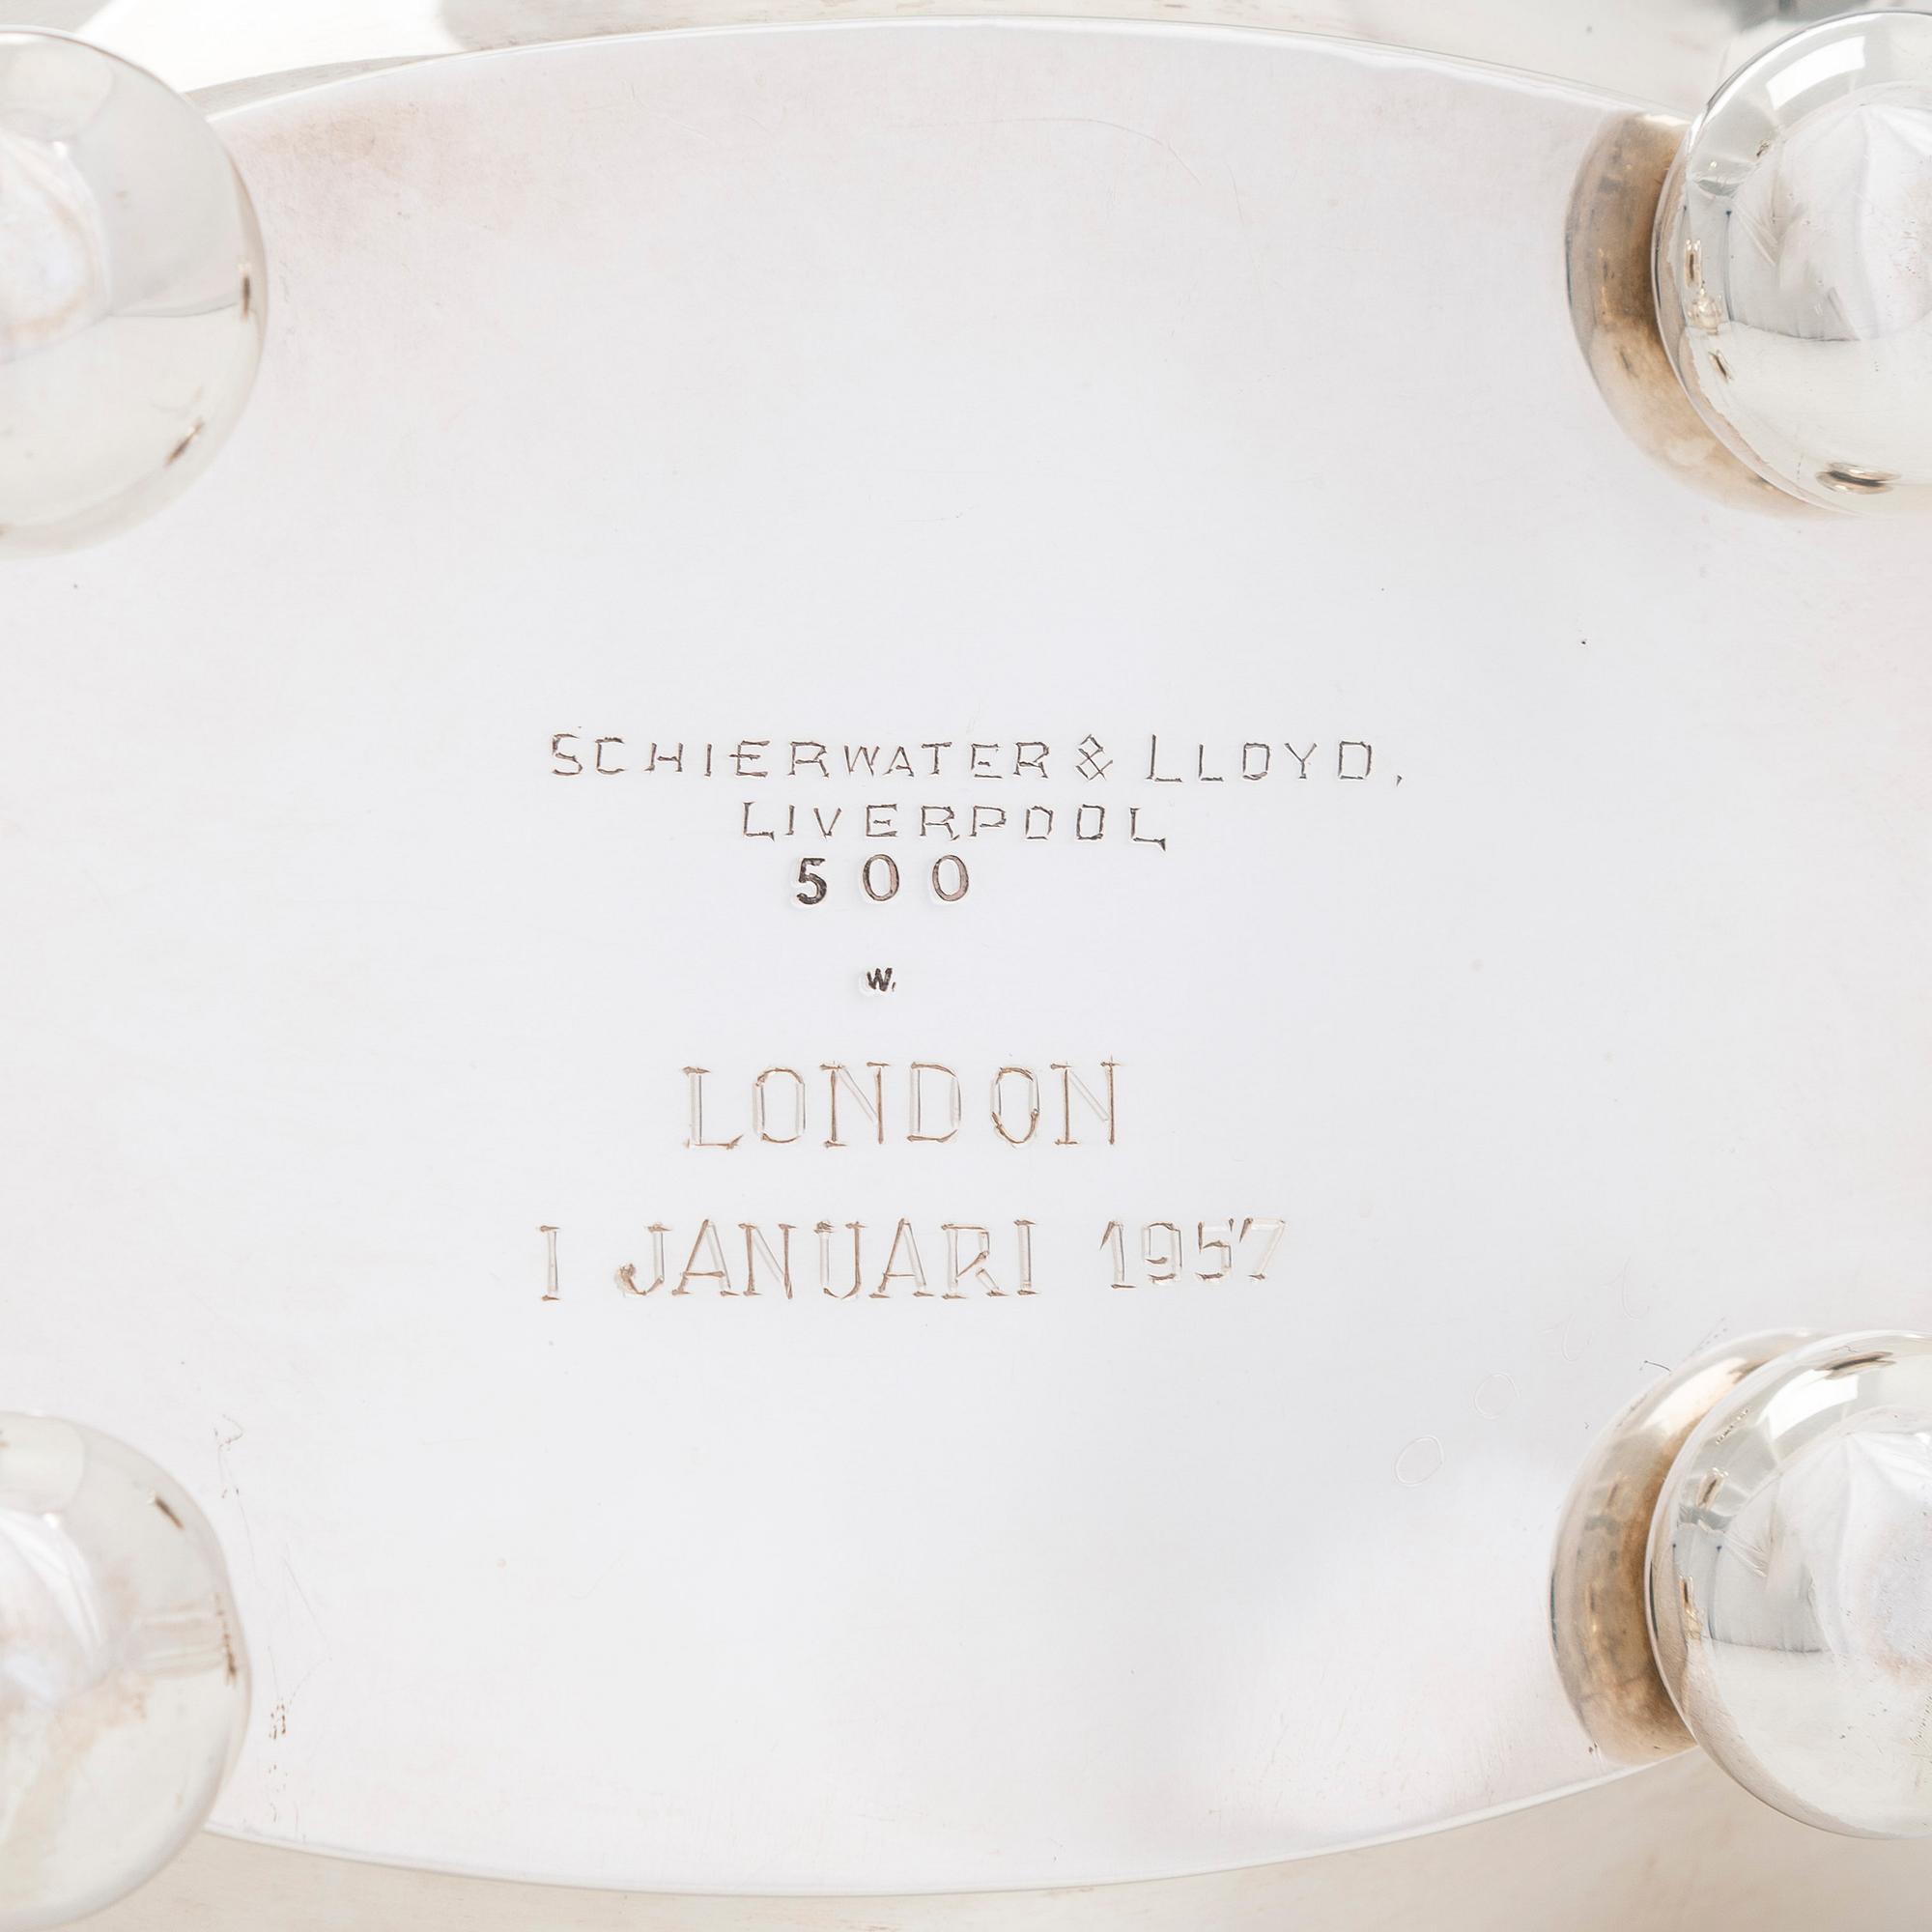 SCHIERWATER & LLOYD,
LIVERPOOL
500
W.
LONDON
1 JANUARI 1957